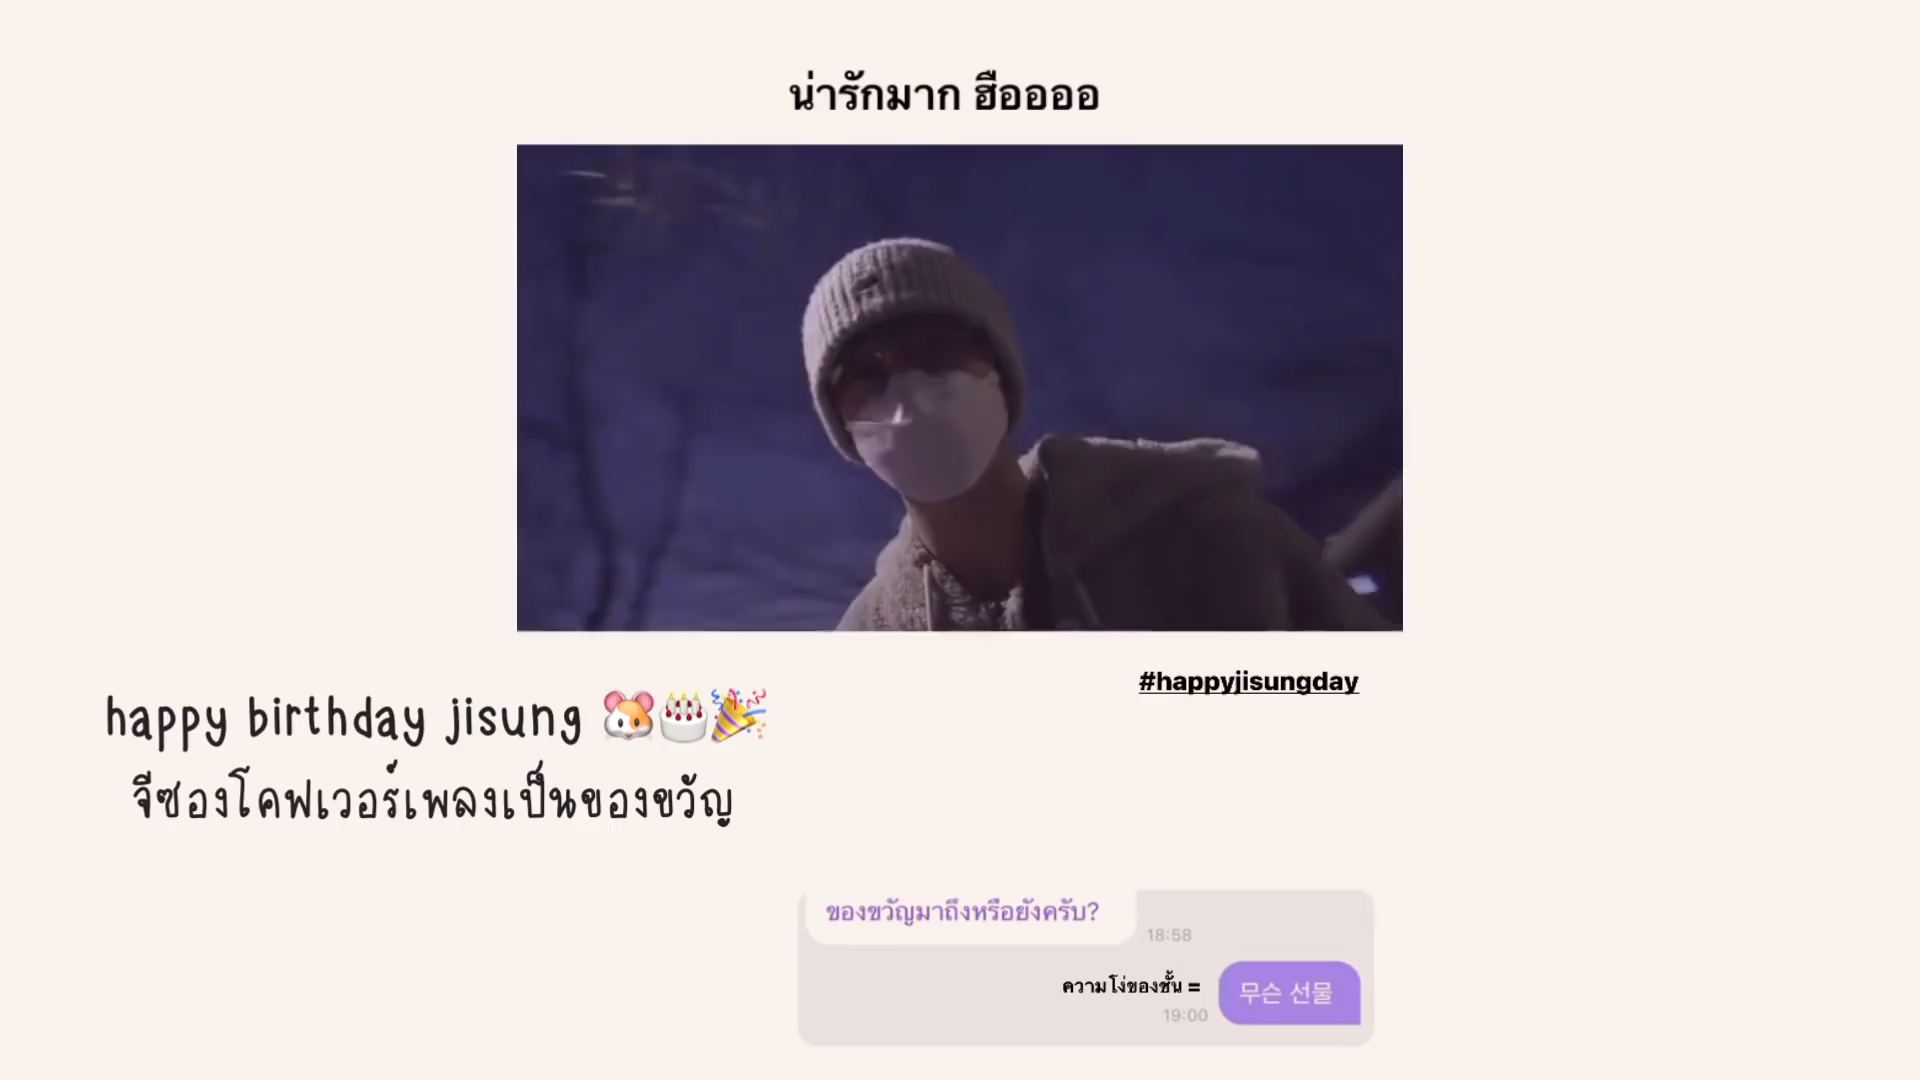 น่ารักมาก ฮืออออ
#happyjisungday
happy birthday jisung 🐹🎂🎉
จีซองโคฟเวอร์เพลงเป็นของขวัญ
ของขวัญมาถึงหรือยังครับ?
18:58
ความโง่ของชั้น =
무슨 선물
19:00